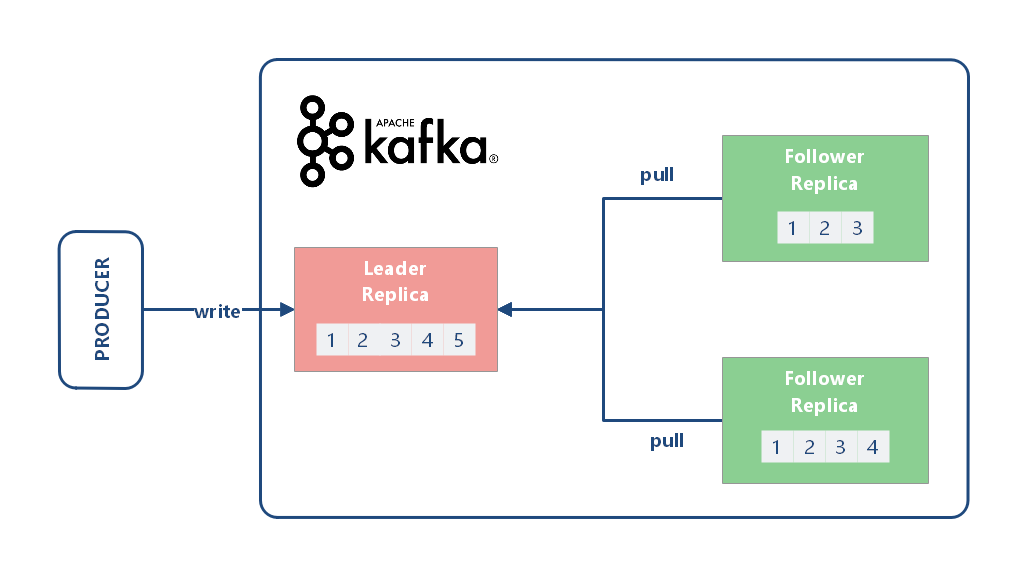 APACHE
kafka®
pull
Follower
Replica
1 2 3
PRODUCER
write
Leader
Replica
1 2 3 4 5
Follower
Replica
1 2 3 4
pull